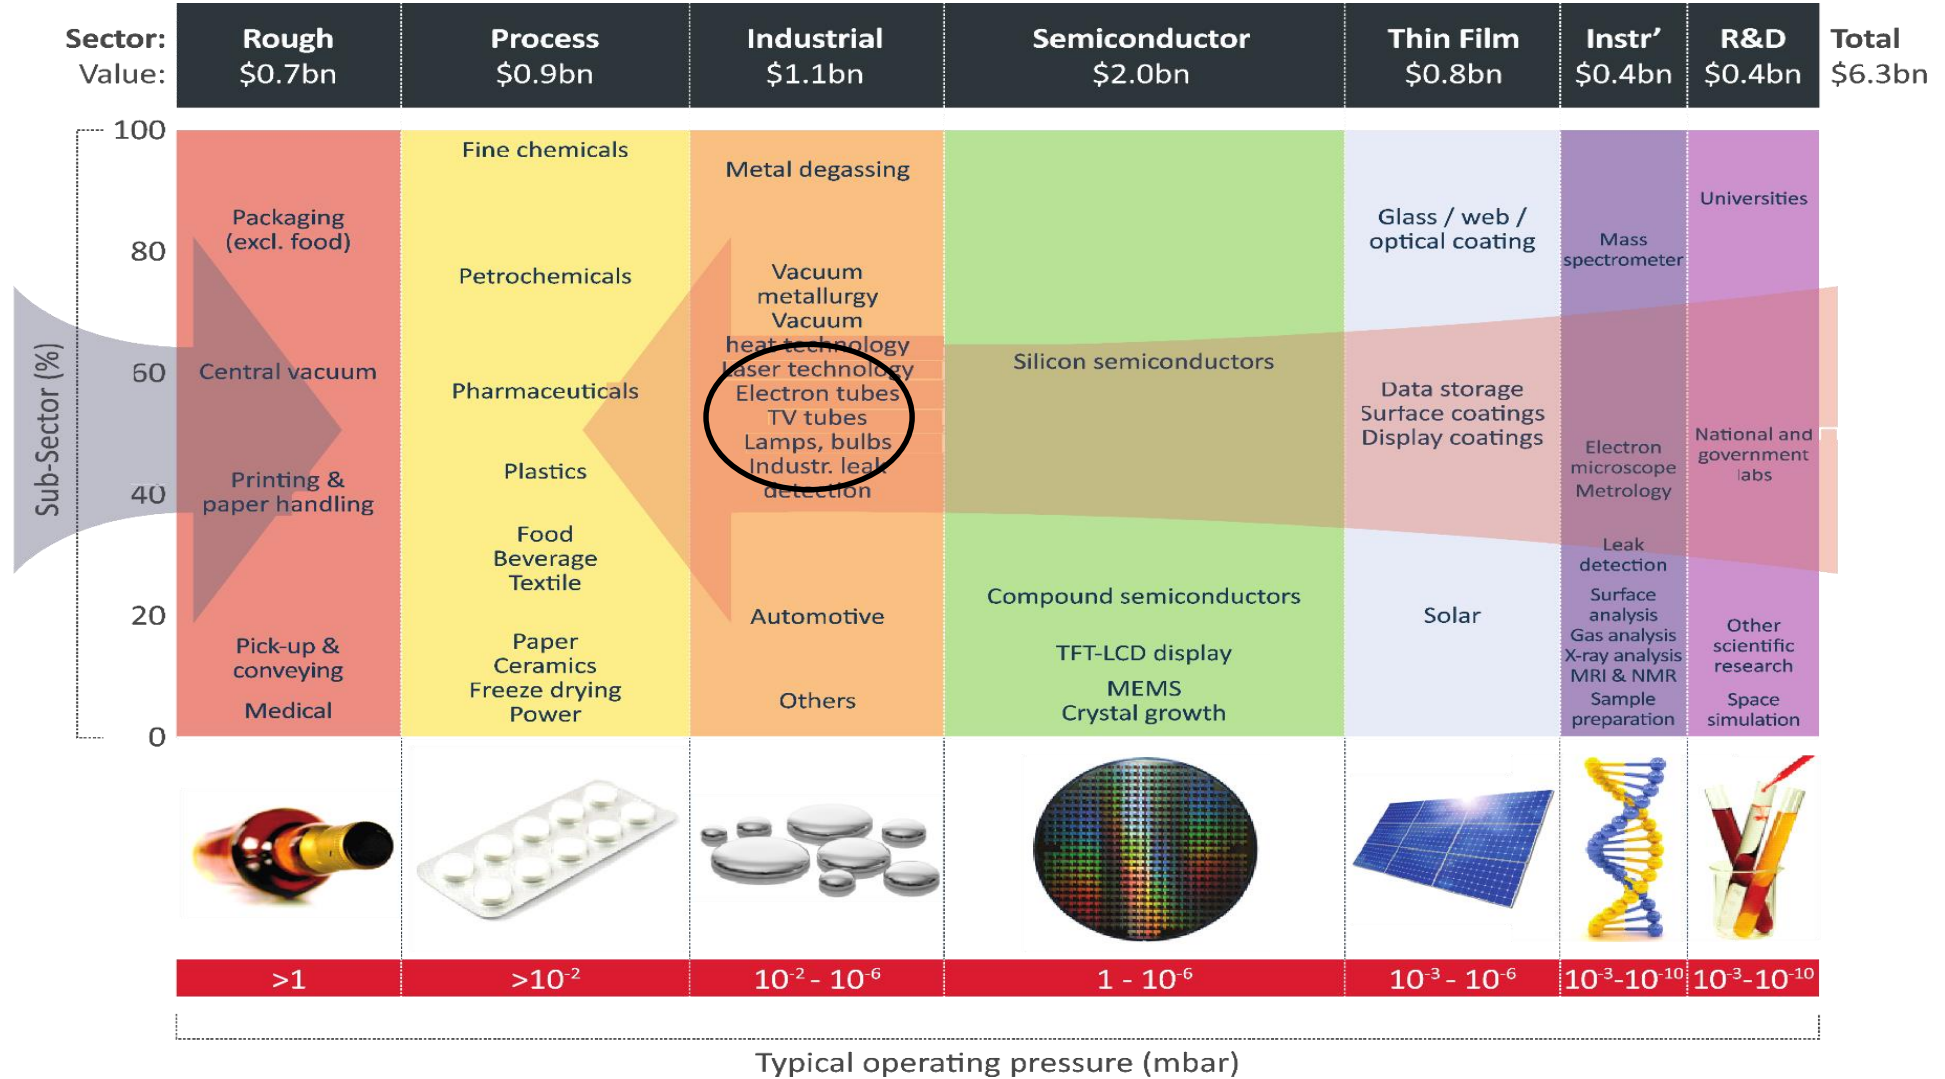 Sector:
Value:
Rough
$0.7bn
Process
$0.9bn
Industrial
$1.1bn
Semiconductor
$2.0bn
Thin Film
$0.8bn
Instr’
$0.4bn
R&D
$0.4bn
Total
$6.3bn
Sub-Sector (%)
100
80
60
40
20
0
Packaging
(excl. food)
Central vacuum
Printing &
paper handling
Pick-up &
conveying
Medical
Fine chemicals
Petrochemicals
Pharmaceuticals
Plastics
Food
Beverage
Textile
Paper
Ceramics
Freeze drying
Power
Metal degassing
Vacuum
metallurgy
Vacuum
heat technology
Laser technology
Electron tubes
TV tubes
Lamps, bulbs
Industr. leak
detection
Automotive
Others
Silicon semiconductors
Compound semiconductors
TFT-LCD display
MEMS
Crystal growth
Glass / web /
optical coating
Data storage
Surface coatings
Display coatings
Solar
Mass
spectrometer
Electron
microscope
Metrology
Leak
detection
Surface
analysis
Gas analysis
X-ray analysis
MRI & NMR
Sample
preparation
Universities
National and
government
labs
Other
scientific
research
Space
simulation
>1
>10⁻²
10⁻² - 10⁻⁶
1 - 10⁻⁶
10⁻³ - 10⁻⁶
10⁻³-10⁻¹⁰
10⁻³-10⁻¹⁰
Typical operating pressure (mbar)